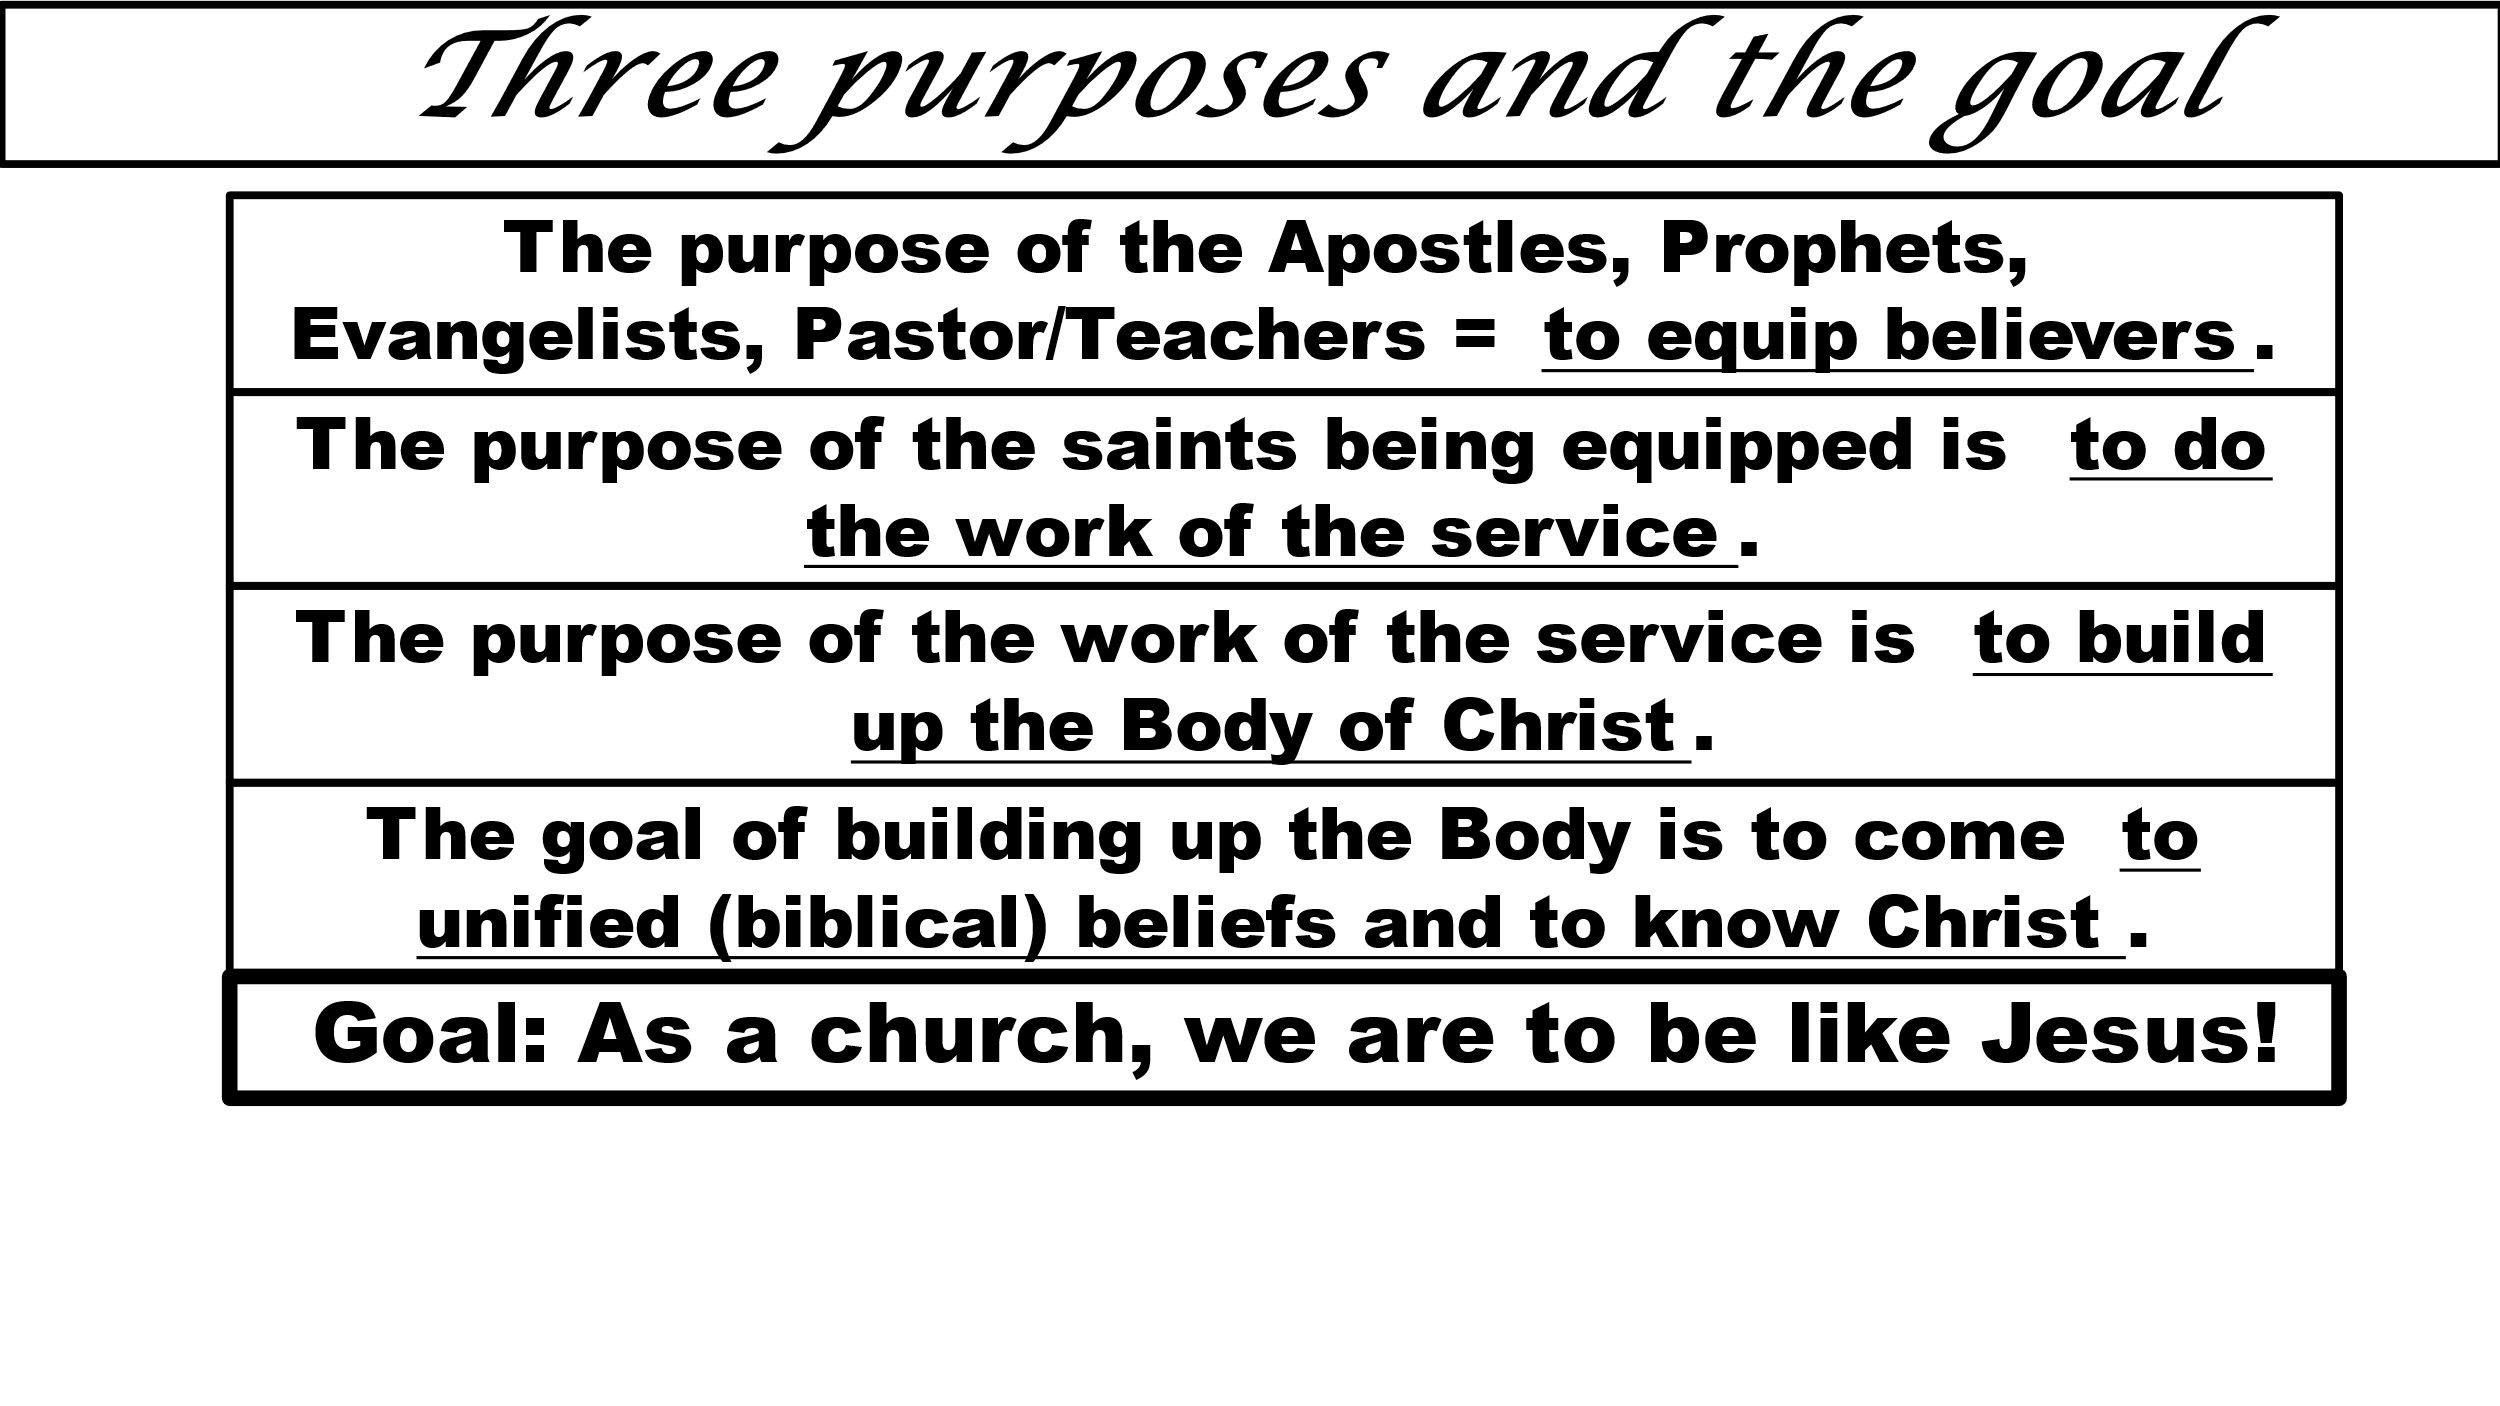 Three purposes and the goal
The purpose of the Apostles, Prophets,
Evangelists, Pastor/Teachers = to equip believers.
The purpose of the saints being equipped is to do
the work of the service.
The purpose of the work of the service is to build
up the Body of Christ.
The goal of building up the Body is to come to
unified (biblical) beliefs and to know Christ .
Goal: As a church, we are to be like Jesus!